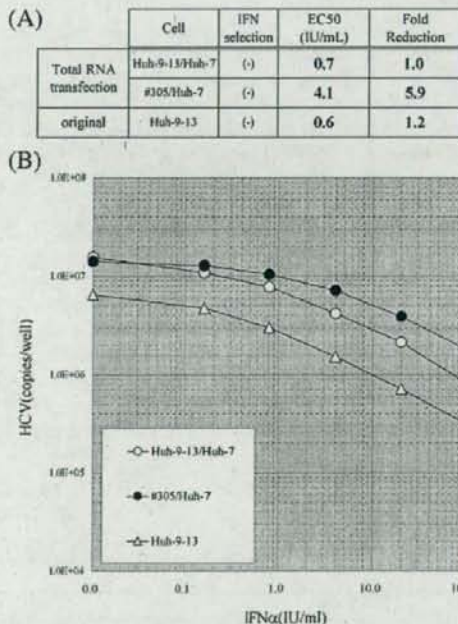 (A)
Cell IFN selection EC50 (IU/mL) Fold Reduction
Total RNA transfection Huh-9-13/Huh-7 (-) 0.7 1.0
#305/Huh-7 (-) 4.1 5.9
original Huh-9-13 (-) 0.6 1.2
(B)
1.0E+08
1.0E+07
1.0E+06
1.0E+05
1.0E+04
HCV(copies/well)
Huh-9-13/Huh-7
#305/Huh-7
Huh-9-13
0.0 0.1 1.0 10.0
IFNα(IU/ml)